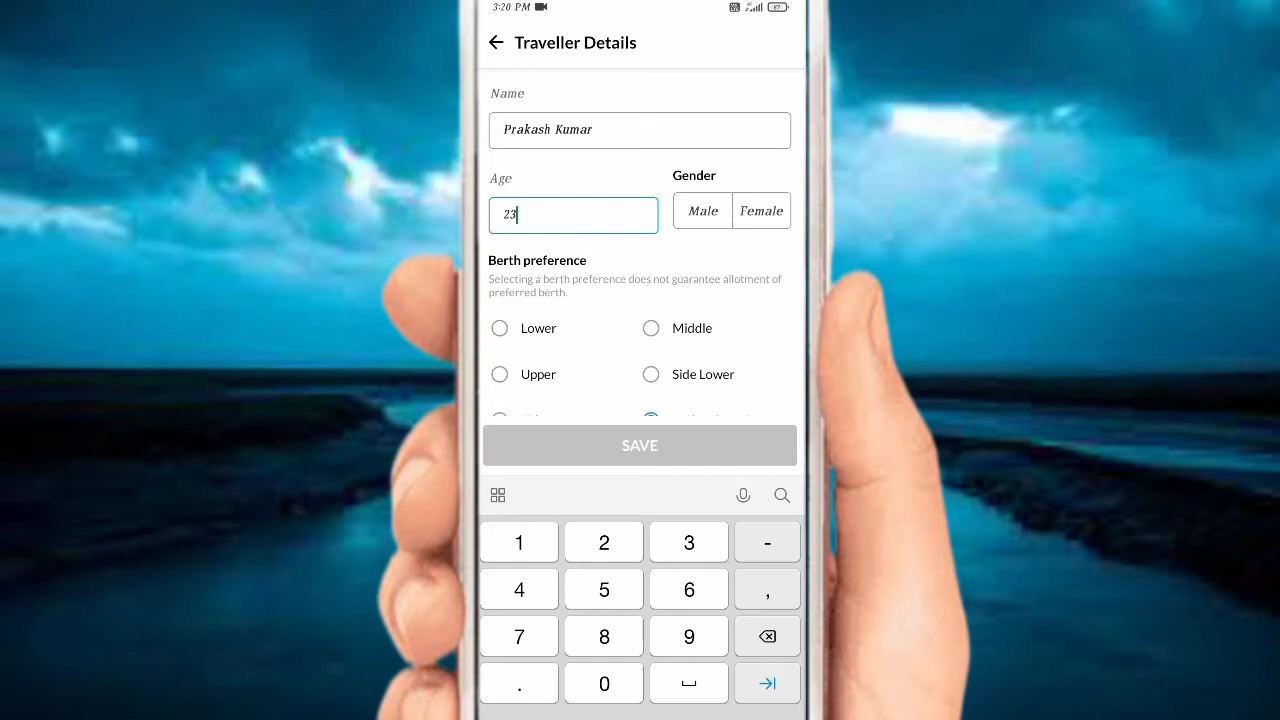 3:20 PM
Traveller Details
Name
Prakash Kumar
Age
Gender
23
Male
Female
Berth preference
Selecting a berth preference does not guarantee allotment of
preferred berth.
Lower
Middle
Upper
Side Lower
SAVE
1 2 3 -
4 5 6 ,
7 8 9
. 0